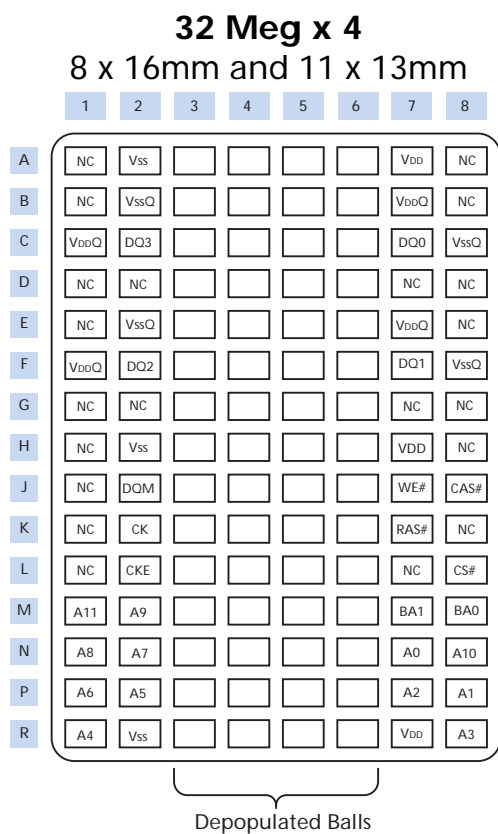 32 Meg x 4
8 x 16mm and 11 x 13mm
1 2 3 4 5 6 7 8
A NC Vss VDD NC
B NC VssQ VDDQ NC
C VDDQ DQ3 DQ0 VssQ
D NC NC NC NC
E NC VssQ VDDQ NC
F VDDQ DQ2 DQ1 VssQ
G NC NC NC NC
H NC Vss VDD NC
J NC DQM WE# CAS#
K NC CK RAS# NC
L NC CKE NC CS#
M A11 A9 BA1 BA0
N A8 A7 A0 A10
P A6 A5 A2 A1
R A4 Vss VDD A3
Depopulated Balls